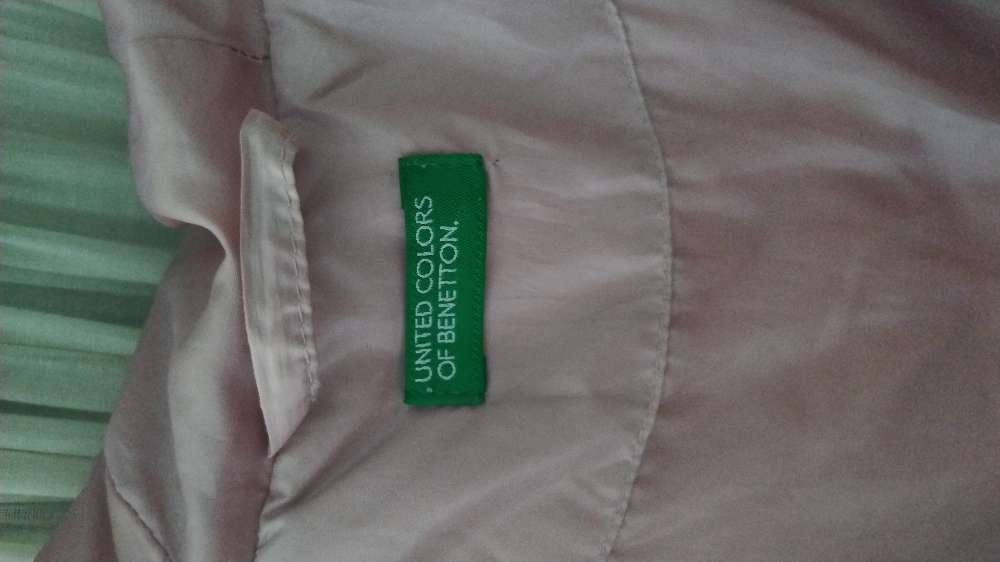 UNITED COLORS
OF BENETTON.